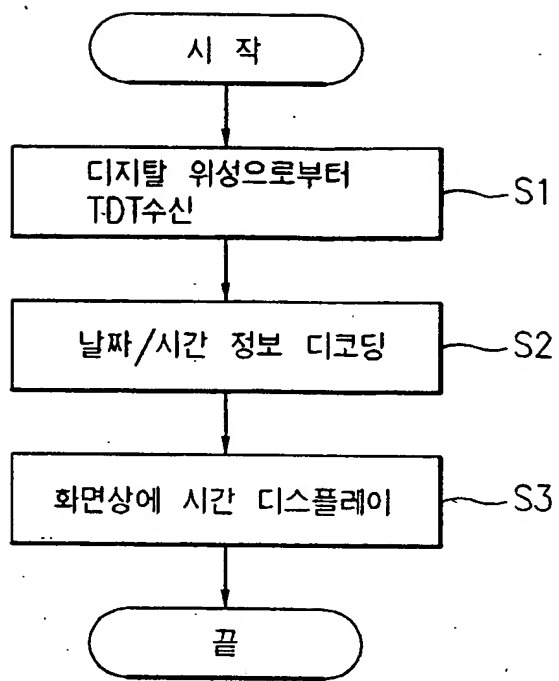 시 작
디지탈 위성으로부터
TDT수신
S1
날짜/시간 정보 디코딩
S2
화면상에 시간 디스플레이
S3
끝